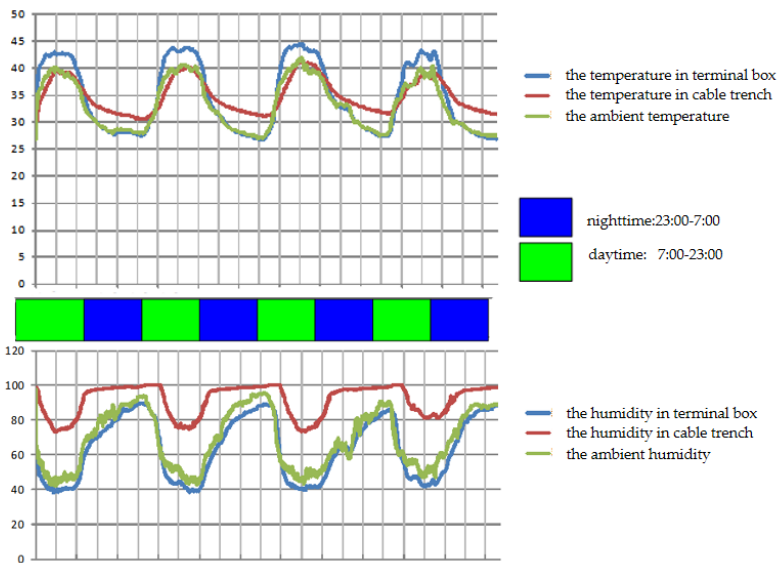 50
45
40
35
30
25
20
15
10
5
0
the temperature in terminal box
the temperature in cable trench
the ambient temperature
nighttime:23:00-7:00
daytime: 7:00-23:00
120
100
80
60
40
20
0
the humidity in terminal box
the humidity in cable trench
the ambient humidity